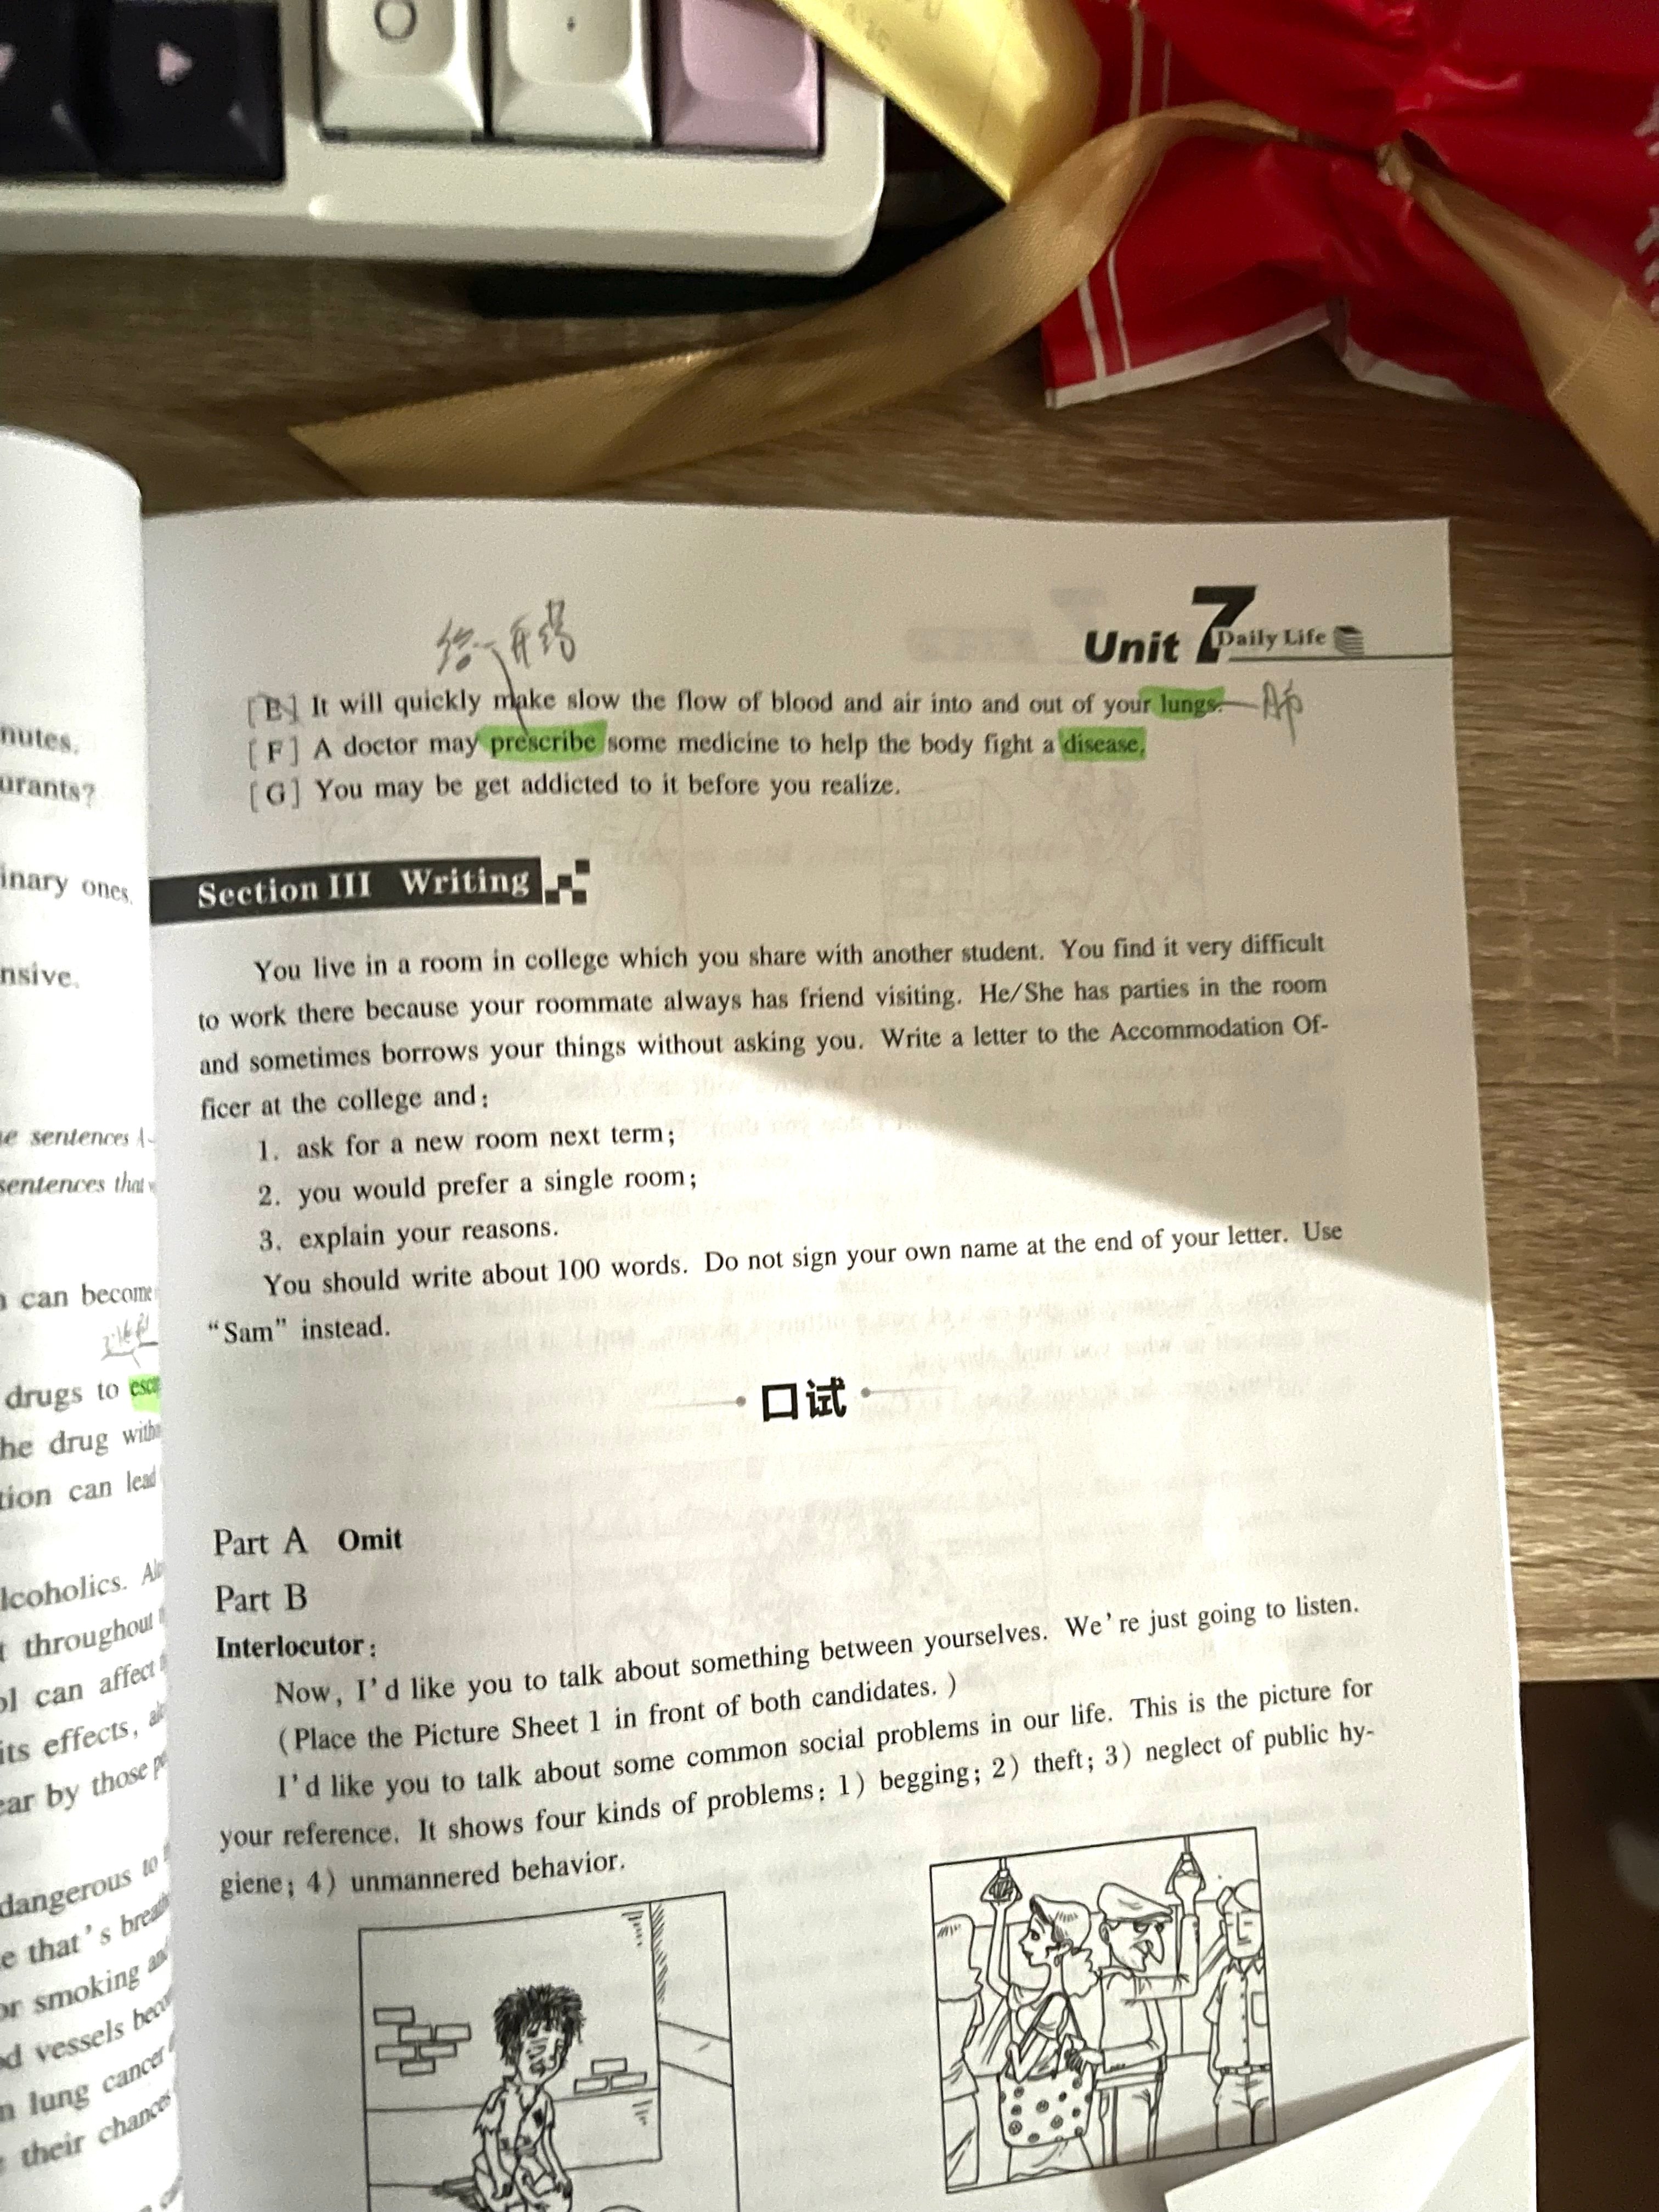 Unit 7 Daily Life
给...开药
[E] It will quickly make slow the flow of blood and air into and out of your lungs. 肺
[F] A doctor may prescribe some medicine to help the body fight a disease.
[G] You may be get addicted to it before you realize.
Section III Writing
You live in a room in college which you share with another student. You find it very difficult
to work there because your roommate always has friend visiting. He/She has parties in the room
and sometimes borrows your things without asking you. Write a letter to the Accommodation Of-
ficer at the college and:
1. ask for a new room next term;
2. you would prefer a single room;
3. explain your reasons.
You should write about 100 words. Do not sign your own name at the end of your letter. Use
“Sam” instead.
口试
Part A Omit
Part B
Interlocutor:
Now, I’d like you to talk about something between yourselves. We’re just going to listen.
(Place the Picture Sheet 1 in front of both candidates.)
I’d like you to talk about some common social problems in our life. This is the picture for
your reference. It shows four kinds of problems: 1) begging; 2) theft; 3) neglect of public hy-
giene; 4) unmannered behavior.
nutes.
urants?
inary ones.
nsive.
e sentences A-
sentences that
can become
drugs to
he drug
tion can lead
lcoholics.
throughout
ol can affect
its effects,
ear by those
dangerous to
e that’s
or smoking and
d vessels
n lung cancer
their chances